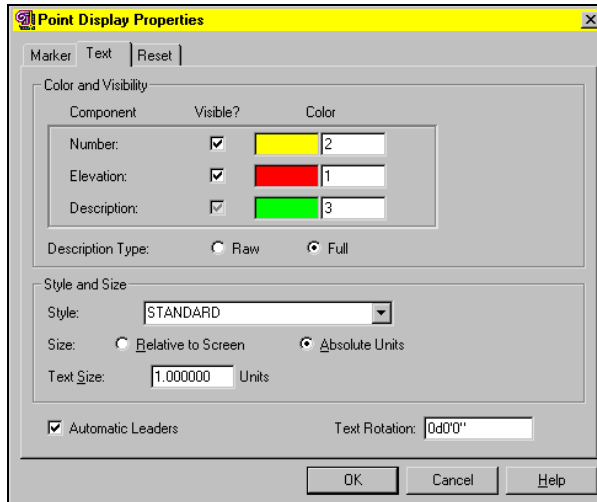 Point Display Properties
Marker Text Reset
Color and Visibility
Component Visible? Color
Number: 2
Elevation: 1
Description: 3
Description Type: Raw Full
Style and Size
Style: STANDARD
Size: Relative to Screen Absolute Units
Text Size: 1.000000 Units
Automatic Leaders Text Rotation: 0d0'0"
OK Cancel Help